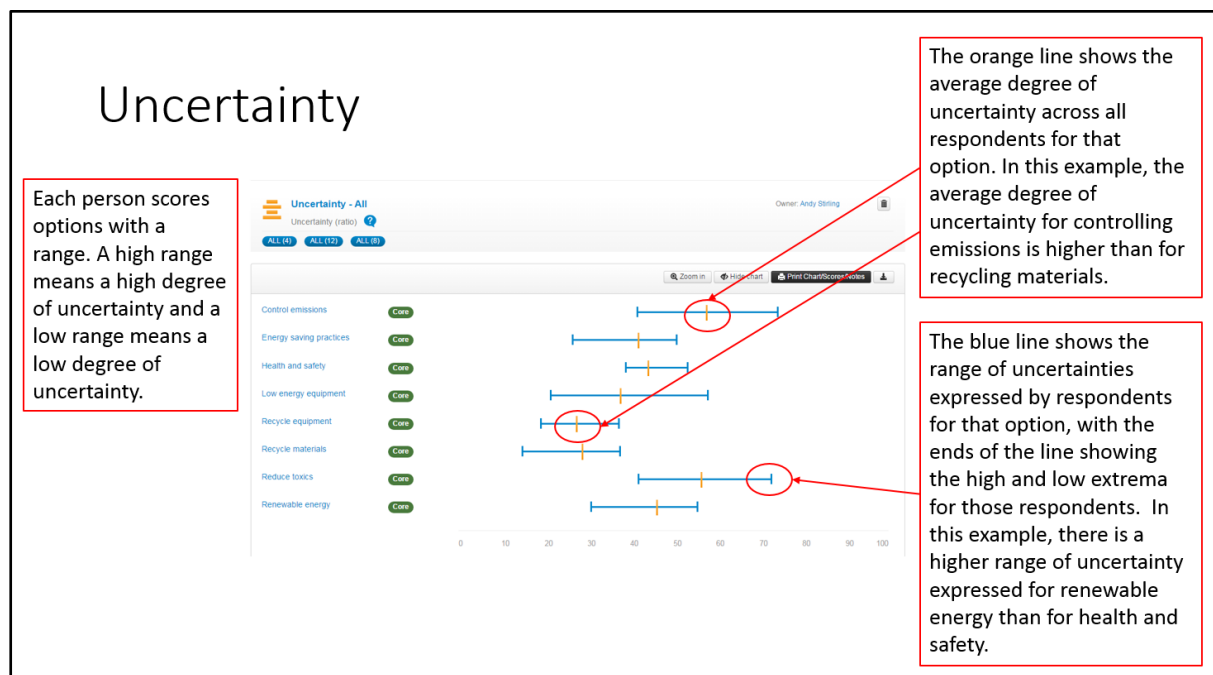 Uncertainty
Each person scores
options with a
range. A high range
means a high degree
of uncertainty and a
low range means a
low degree of
uncertainty.
Uncertainty - All
Uncertainty (ratio) ?
Owner: Andy Stirling
ALL (4) ALL (12) ALL (8)
Zoom in Hide chart Print Chart/Scores/Notes
Control emissions Core
Energy saving practices Core
Health and safety Core
Low energy equipment Core
Recycle equipment Core
Recycle materials Core
Reduce toxics Core
Renewable energy Core
0 10 20 30 40 50 60 70 80 90 100
The orange line shows the
average degree of
uncertainty across all
respondents for that
option. In this example, the
average degree of
uncertainty for controlling
emissions is higher than for
recycling materials.
The blue line shows the
range of uncertainties
expressed by respondents
for that option, with the
ends of the line showing
the high and low extrema
for those respondents. In
this example, there is a
higher range of uncertainty
expressed for renewable
energy than for health and
safety.